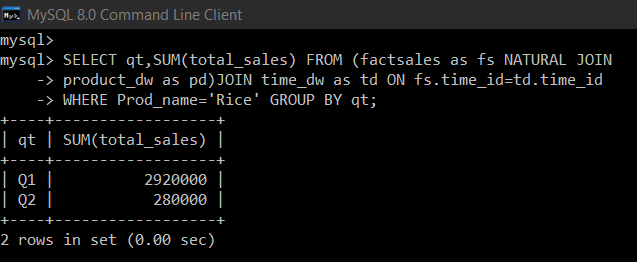 MySQL 8.0 Command Line Client
mysql>
mysql> SELECT qt,SUM(total_sales) FROM (factsales as fs NATURAL JOIN
    -> product_dw as pd)JOIN time_dw as td ON fs.time_id=td.time_id
    -> WHERE Prod_name='Rice' GROUP BY qt;
+----+------------------+
| qt | SUM(total_sales) |
+----+------------------+
| Q1 |          2920000 |
| Q2 |           280000 |
+----+------------------+
2 rows in set (0.00 sec)